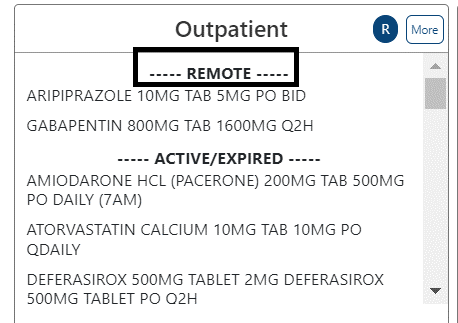 Outpatient R More
----- REMOTE -----
ARIPIPRAZOLE 10MG TAB 5MG PO BID
GABAPENTIN 800MG TAB 1600MG Q2H
----- ACTIVE/EXPIRED -----
AMIODARONE HCL (PACERONE) 200MG TAB 500MG
PO DAILY (7AM)
ATORVASTATIN CALCIUM 10MG TAB 10MG PO
QDAILY
DEFERASIROX 500MG TABLET 2MG DEFERASIROX
500MG TABLET PO Q2H